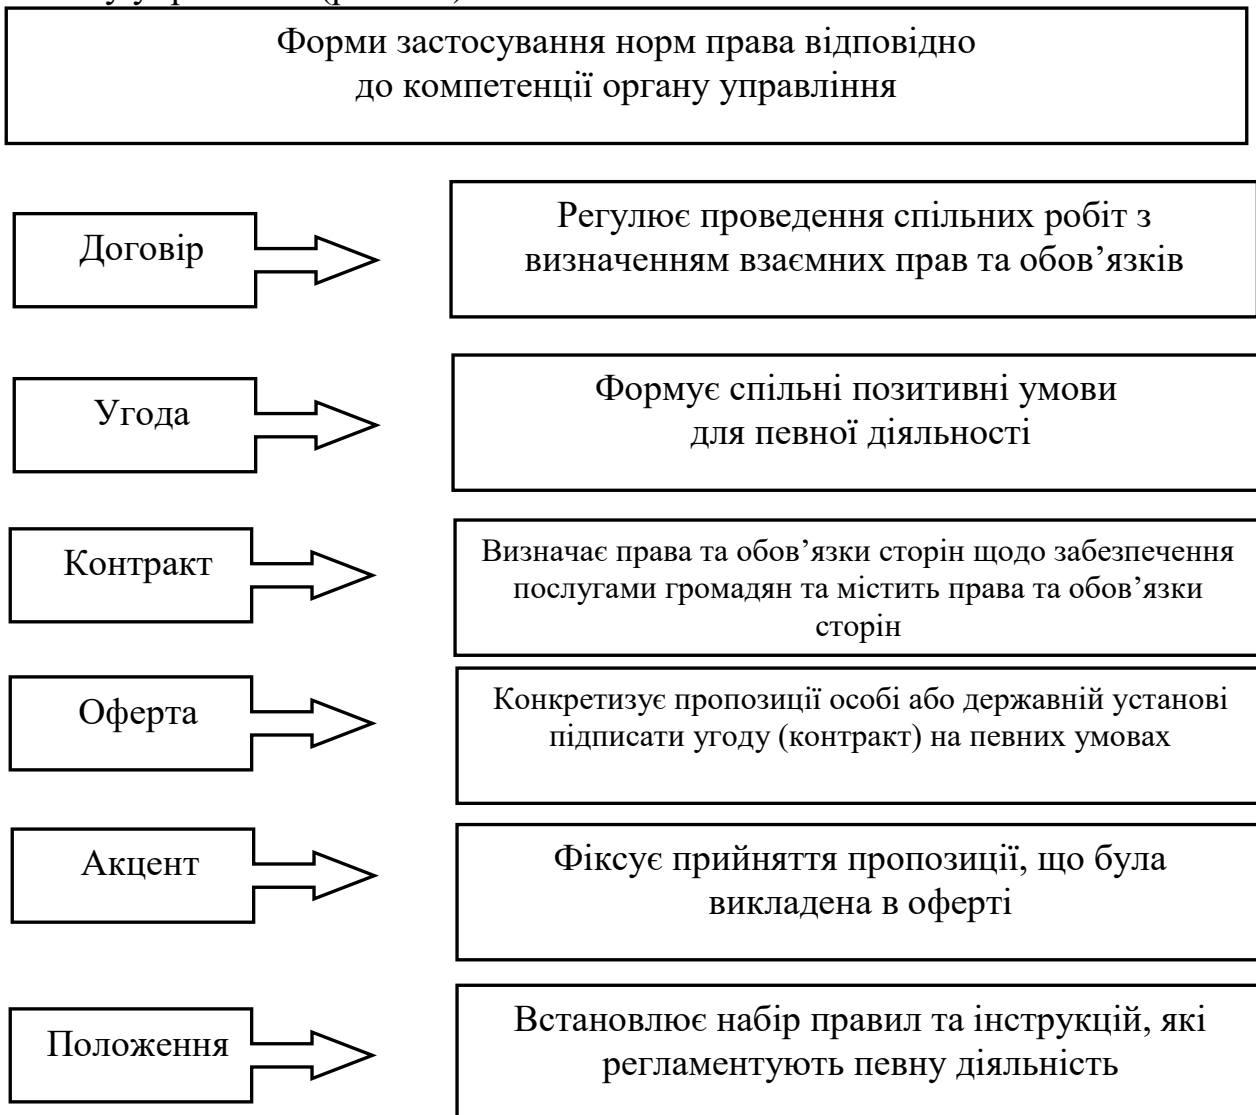 Форми застосування норм права відповідно
до компетенції органу управління
Договір
Регулює проведення спільних робіт з
визначенням взаємних прав та обов’язків
Угода
Формує спільні позитивні умови
для певної діяльності
Контракт
Визначає права та обов’язки сторін щодо забезпечення
послугами громадян та містить права та обов’язки
сторін
Оферта
Конкретизує пропозиції особі або державній установі
підписати угоду (контракт) на певних умовах
Акцент
Фіксує прийняття пропозиції, що була
викладена в оферті
Положення
Встановлює набір правил та інструкцій, які
регламентують певну діяльність